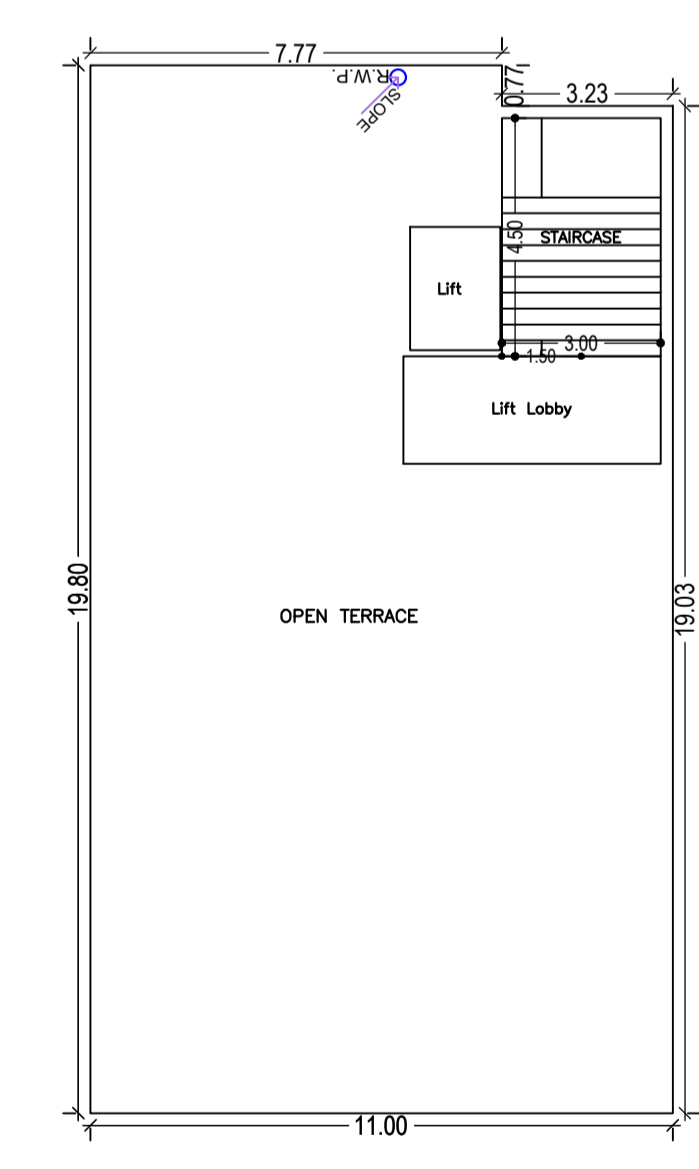 7.77
R.W.P.
SLOPE
0.77
3.23
4.50
STAIRCASE
Lift
3.00
1.50
Lift Lobby
19.80
19.03
OPEN TERRACE
11.00